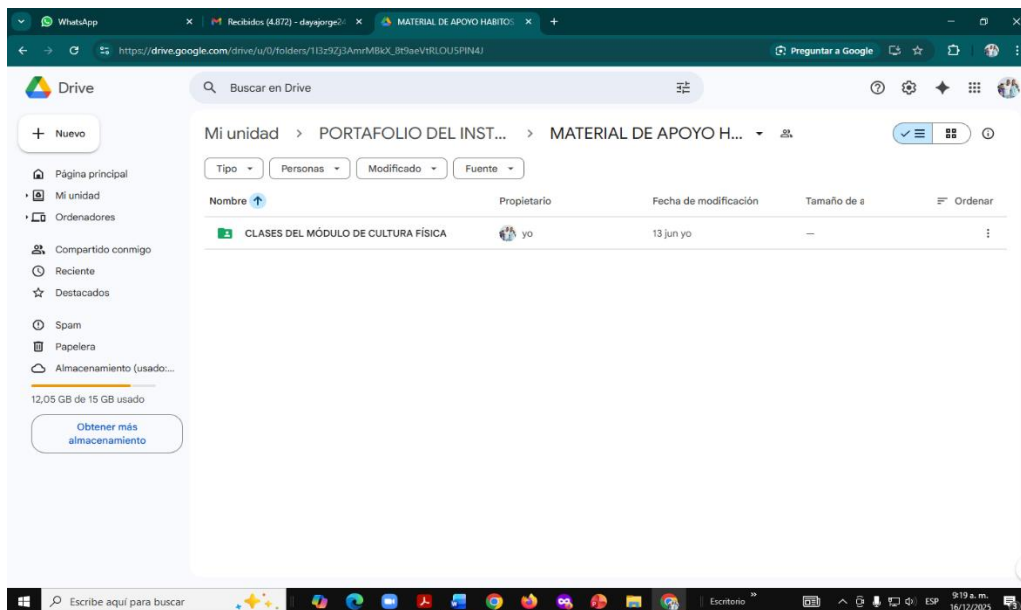 WhatsApp
Recibidos (4.872) - dayajorge24
MATERIAL DE APOYO HABITOS
https://drive.google.com/drive/u/0/folders/1I3z9Zj3AmrMBkX_8t9aeVtRLOU5PIN4J
Preguntar a Google
Drive
Buscar en Drive
Nuevo
Mi unidad > PORTAFOLIO DEL INST... > MATERIAL DE APOYO H...
Tipo Personas Modificado Fuente
Página principal
Mi unidad
Ordenadores
Compartido conmigo
Reciente
Destacados
Spam
Papelera
Almacenamiento (usado:...
12,05 GB de 15 GB usado
Obtener más
almacenamiento
Nombre Propietario Fecha de modificación Tamaño de a Ordenar
CLASES DEL MÓDULO DE CULTURA FÍSICA yo 13 jun yo —
Escribe aquí para buscar
Escritorio
ESP
9:19 a. m.
16/12/2025